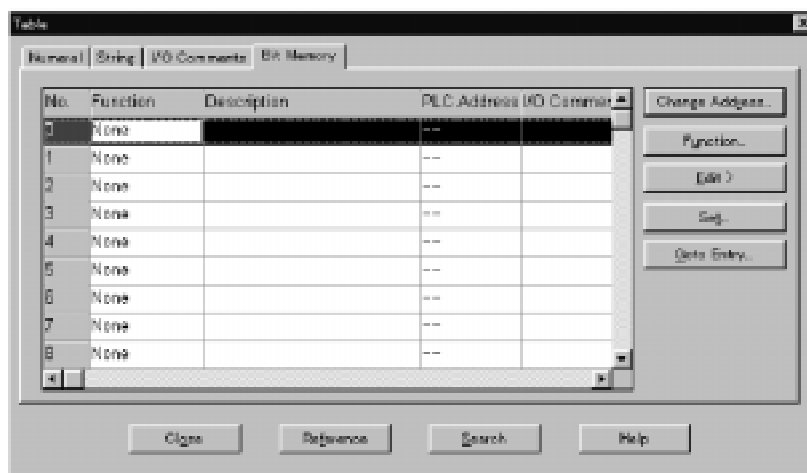 Table
Numeral String I/O Comments Bit Memory
No. Function Description PLC Address I/O Commen
0 None --
1 None --
2 None --
3 None --
4 None --
5 None --
6 None --
7 None --
8 None --
Change Address...
Function...
Edit >
Set...
Goto Entry...
Close Reference Search Help